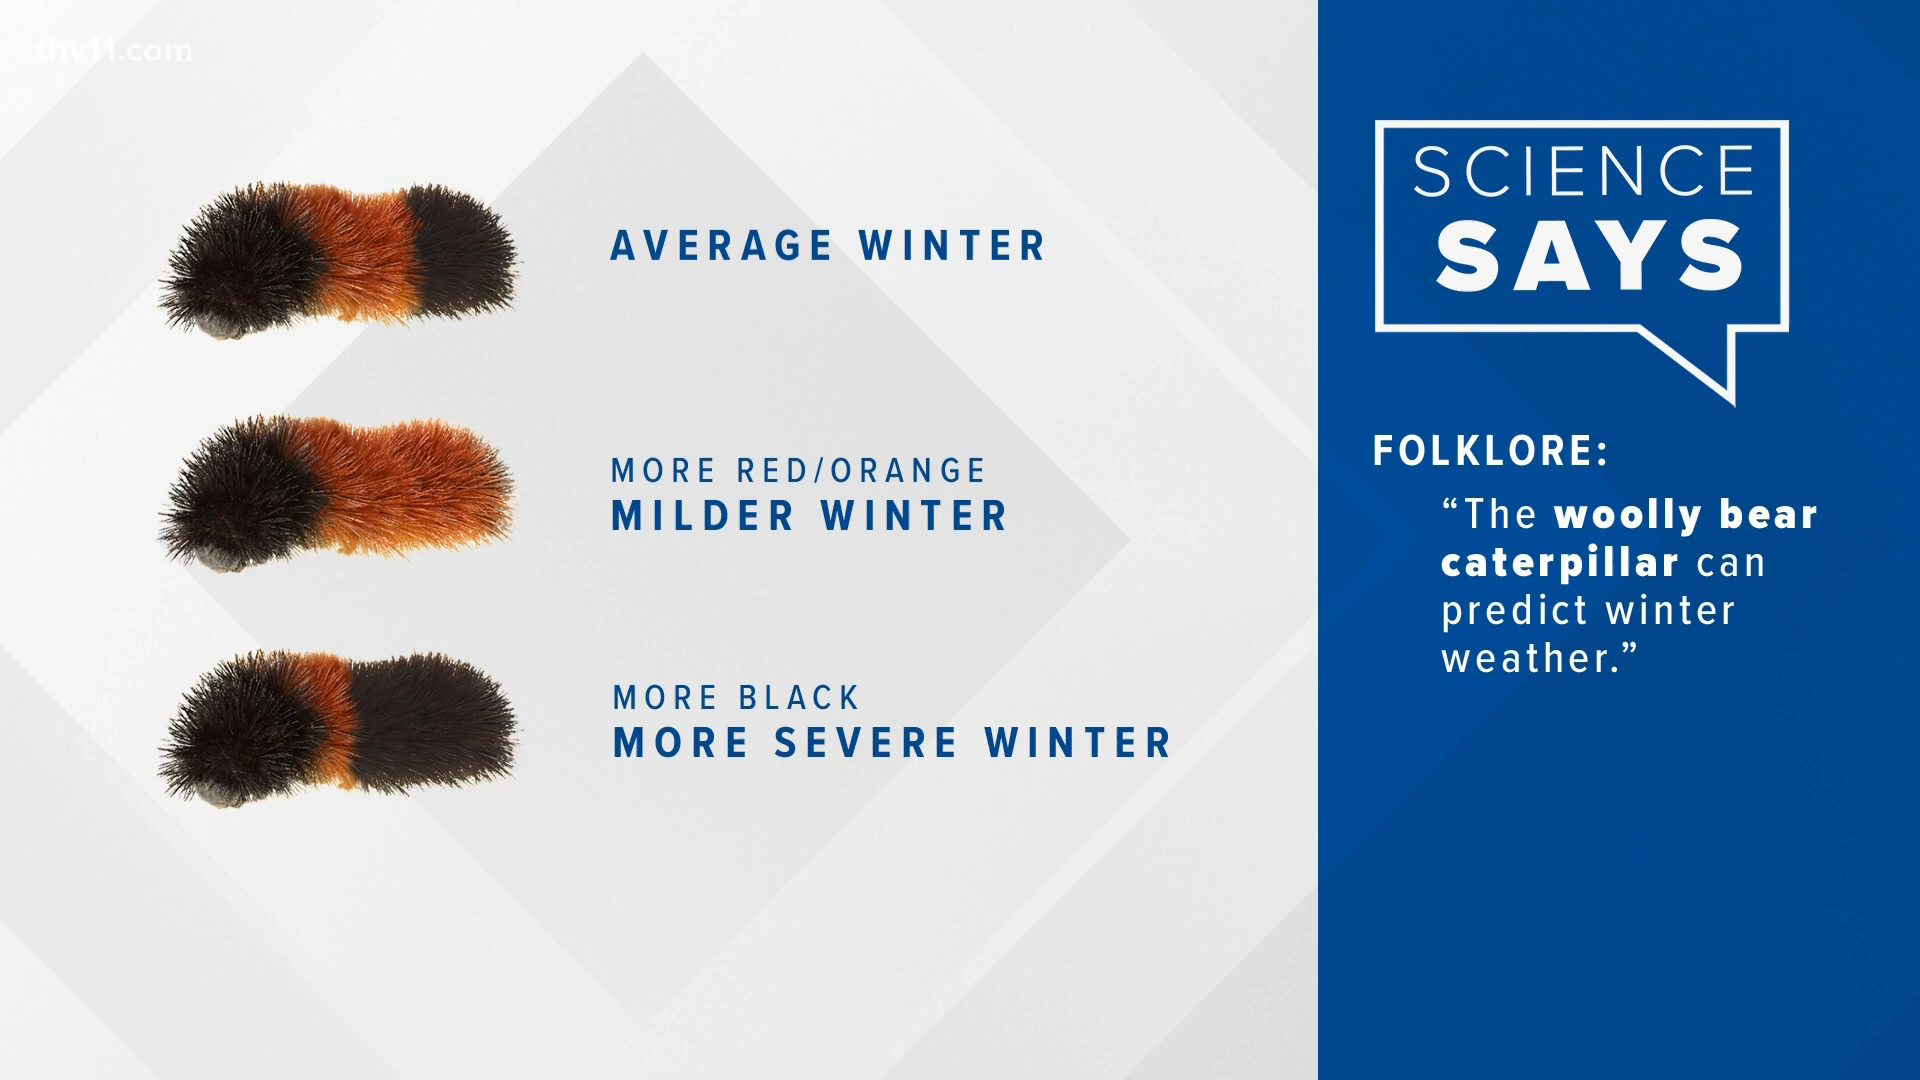 thv11.com
AVERAGE WINTER
MORE RED/ORANGE
MILDER WINTER
MORE BLACK
MORE SEVERE WINTER
SCIENCE
SAYS
FOLKLORE:
“The woolly bear
caterpillar can
predict winter
weather.”